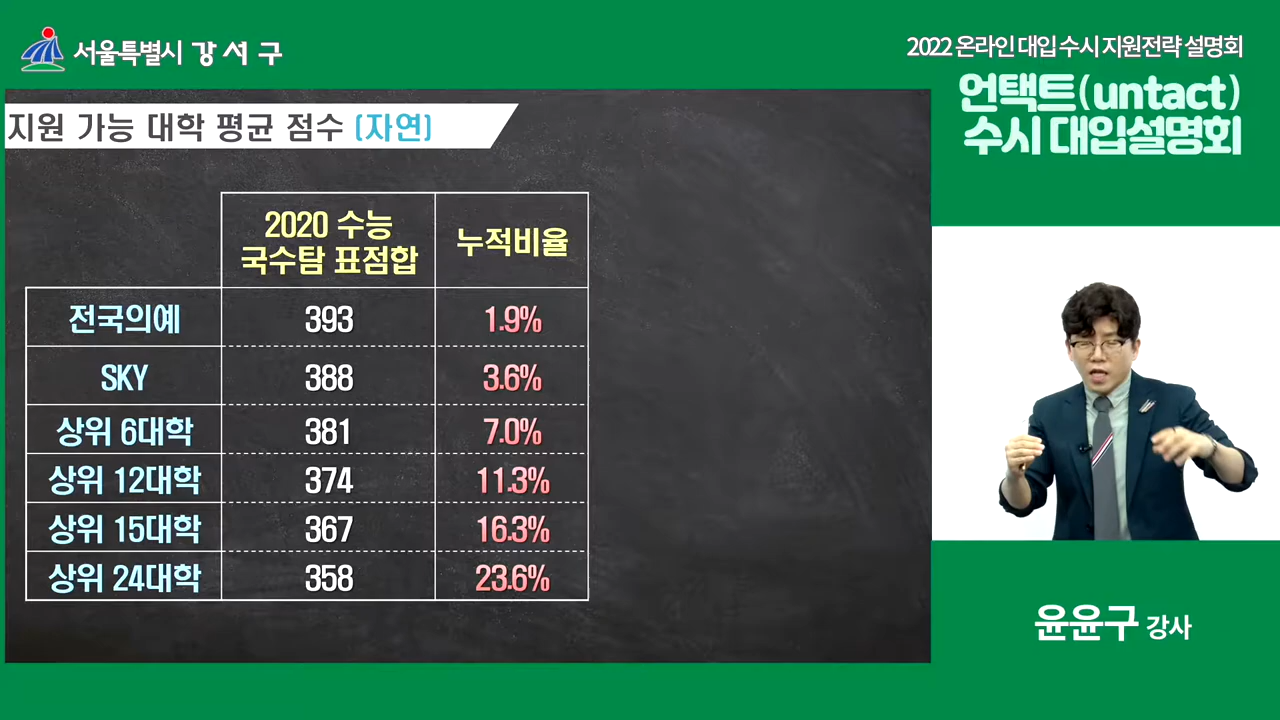 서울특별시 강서구
2022 온라인 대입 수시 지원전략 설명회
언택트(untact)
수시 대입설명회
지원 가능 대학 평균 점수 [자연]
2020 수능
국수탐 표점합
누적비율
전국의예 393 1.9%
SKY 388 3.6%
상위 6대학 381 7.0%
상위 12대학 374 11.3%
상위 15대학 367 16.3%
상위 24대학 358 23.6%
윤윤구 강사